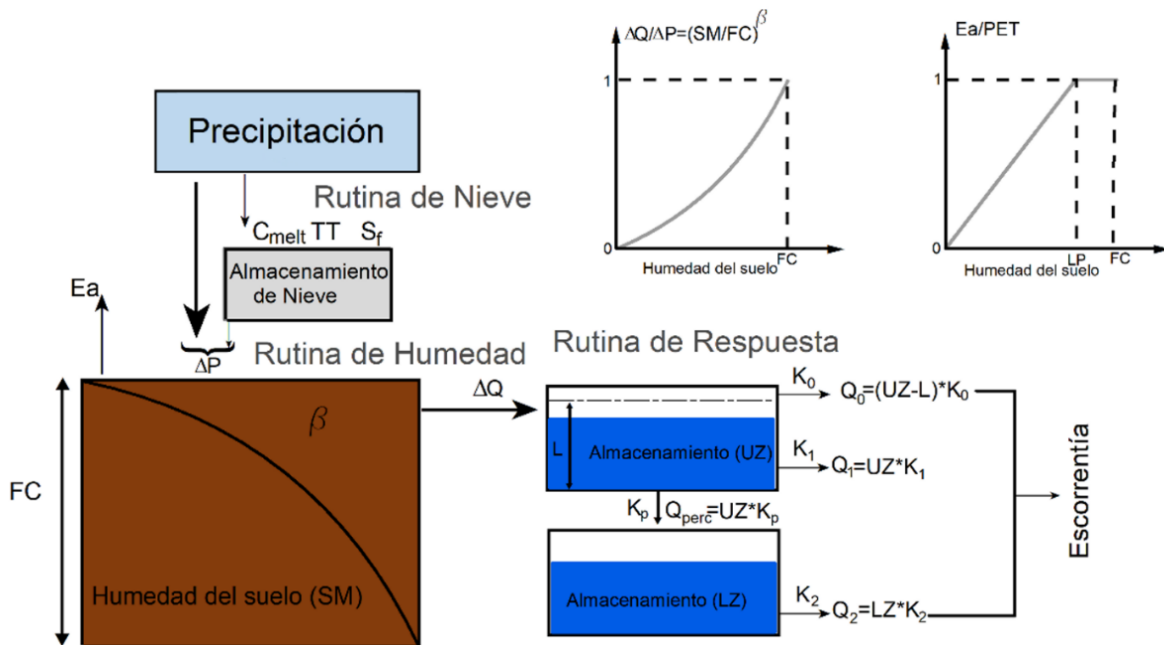 ΔQ/ΔP=(SM/FC)^β
1
0
FC
Humedad del suelo
Ea/PET
1
0
LP
FC
Humedad del suelo
Precipitación
Rutina de Nieve
C_melt TT S_f
Almacenamiento
de Nieve
Ea
ΔP
Rutina de Humedad
Rutina de Respuesta
β
FC
Humedad del suelo (SM)
ΔQ
L
Almacenamiento (UZ)
K_0
Q_0=(UZ-L)*K_0
K_1
Q_1=UZ*K_1
K_p
Q_perc=UZ*K_p
Almacenamiento (LZ)
K_2
Q_2=LZ*K_2
Escorrentía